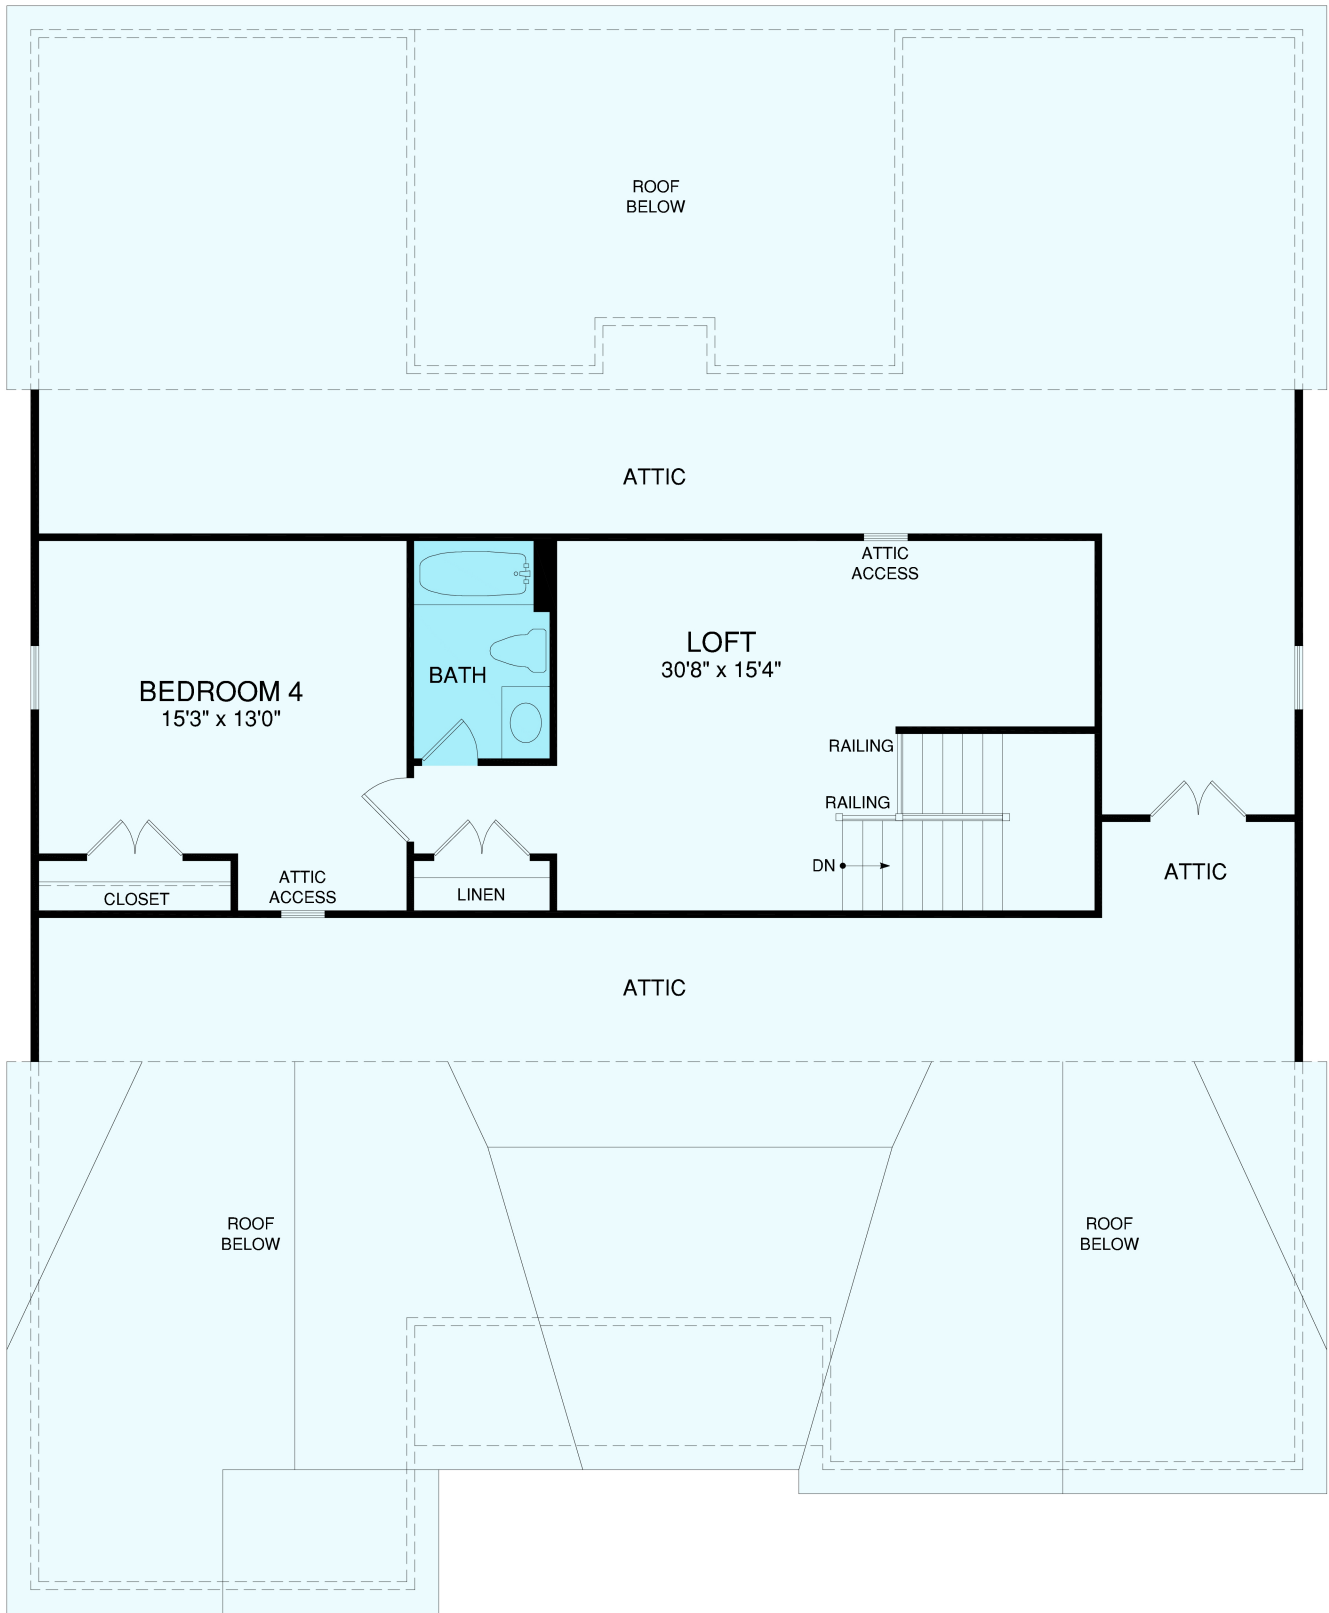 ROOF
BELOW
ATTIC
ATTIC
ACCESS
LOFT
30'8" x 15'4"
BATH
BEDROOM 4
15'3" x 13'0"
RAILING
RAILING
DN
ATTIC
ATTIC
ACCESS
CLOSET
LINEN
ATTIC
ROOF
BELOW
ROOF
BELOW